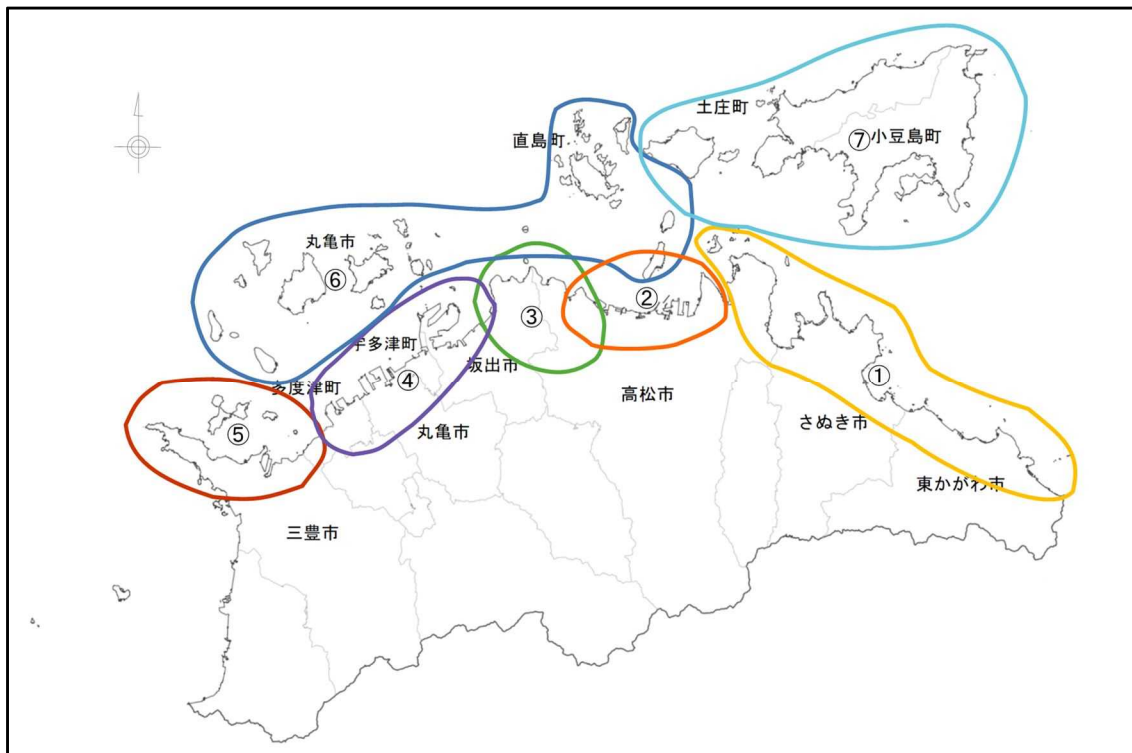 土庄町
直島町
⑦小豆島町
丸亀市
⑥
②
③
宇多津町
坂出市
④
①
多度津町
高松市
丸亀市
さぬき市
⑤
東かがわ市
三豊市